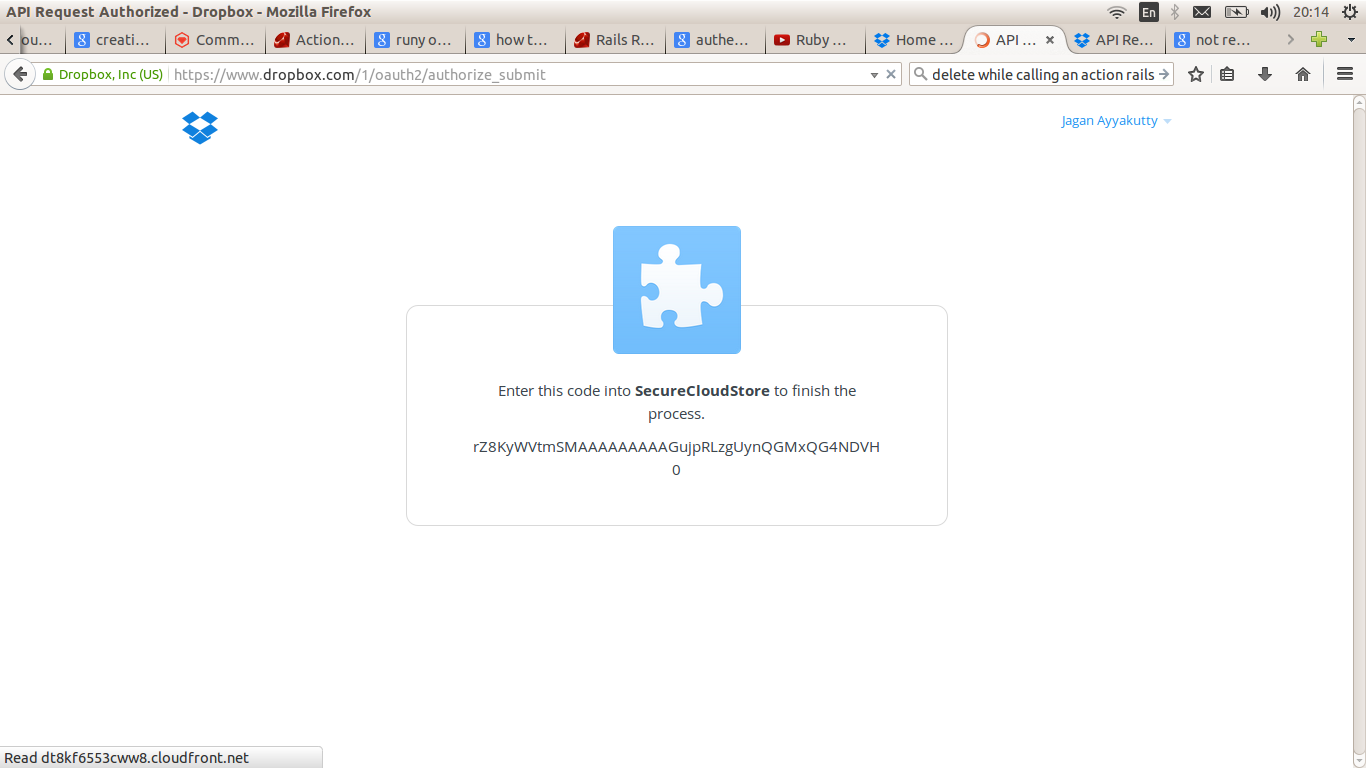 API Request Authorized - Dropbox - Mozilla Firefox
En
20:14
ou…
creati…
Comm…
Action…
runy o…
how t…
Rails R…
authe…
Ruby …
Home …
API …
API Re…
not re…
Dropbox, Inc (US)
https://www.dropbox.com/1/oauth2/authorize_submit
delete while calling an action rails
Jagan Ayyakutty
Enter this code into SecureCloudStore to finish the
process.
rZ8KyWVtmSMAAAAAAAAAGujpRLzgUynQGMxQG4NDVH
0
Read dt8kf6553cww8.cloudfront.net